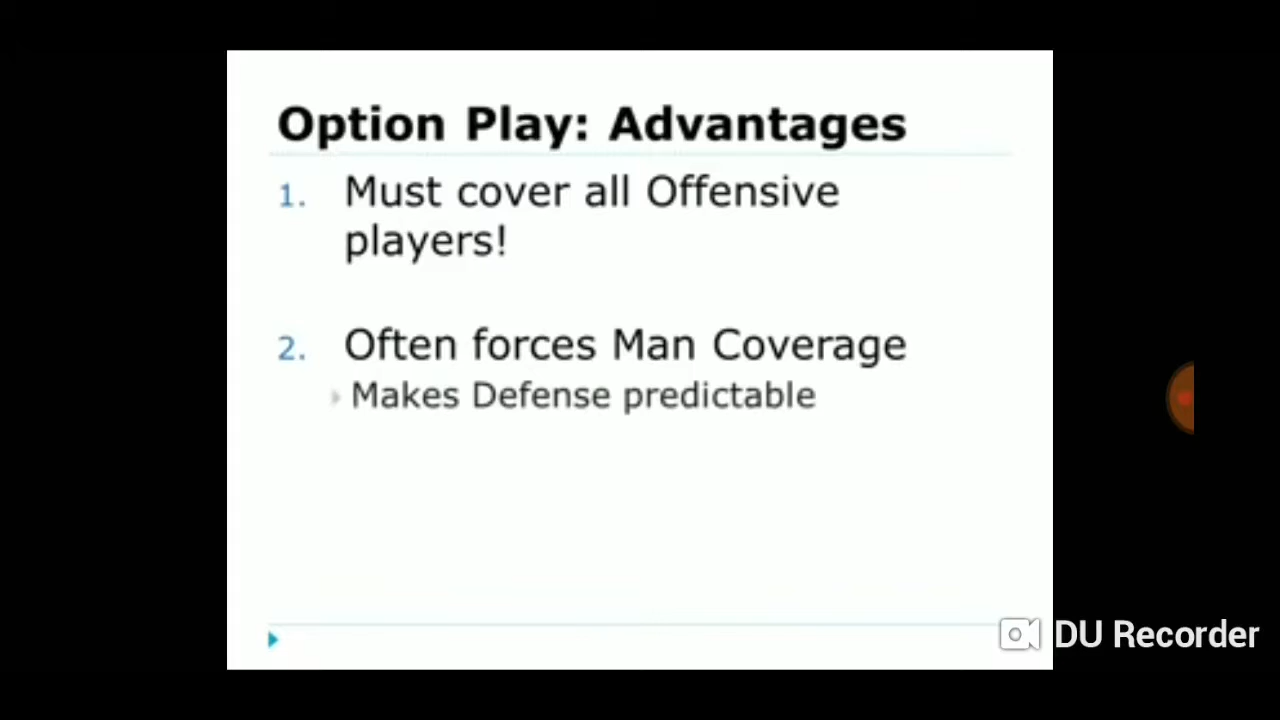 Option Play: Advantages
1. Must cover all Offensive
players!
2. Often forces Man Coverage
Makes Defense predictable
DU Recorder